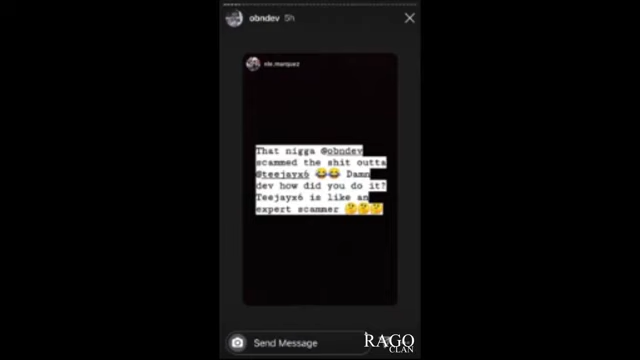 obndev 5h
nle.marquez
That nigga @obndev
scammed the shit outta
@teejayx6 😂😂 Damn
dev how did you do it?
Teejayx6 is like an
expert scammer 🤔🤔🤔
Send Message
RAGO
CLAN